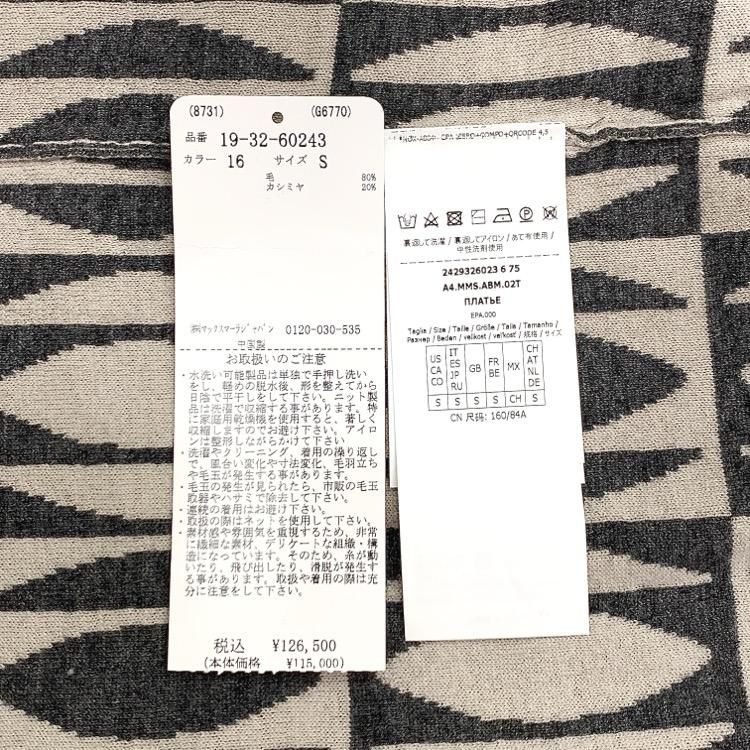 (8731) (G6770)
品番 19-32-60243
カラー 16 サイズ S
毛 80%
カシミヤ 20%
㈱マックスマーラジャパン 0120-030-535
中国製
お取扱いのご注意
・水洗い可能製品は単独で手押し洗い
をし、軽めの脱水後、形を整えてから
日陰で平干しをして下さい。ニット製
品は洗濯で収縮する事があります。特
に家庭用乾燥機を使用すると、著しく
収縮しますのでお避け下さい。アイロ
ンは整形しながらかけて下さい
・洗濯やクリーニング、着用の繰り返し
で、風合い変化や寸法変化、毛羽立ち
や毛玉が発生する事があります。
・毛玉の発生が見られたら、市販の毛玉
取器やハサミで除去して下さい。
・連続の着用はお避け下さい。
・取扱の際はネットを使用して下さい。
・素材感や雰囲気を重視するため、非常
に繊細な素材、デリケートな組織・構
造になっています。そのため、糸が動
いたり、飛び出したり、滑脱が発生す
る事があります。取扱や着用の際は充
分に注意をして下さい。
税込 ¥126,500
(本体価格 ¥115,000)
裏返して洗濯 / 裏返してアイロン / あて布使用 /
中性洗剤使用
2429326023 6 75
A4.MMS.ABM.02T
ПЛАТЬЕ
EPA.000
Taglia / Size / Taille / Größe / Talla / Tamanho /
Размер / Beden / velikost / veľkosť / 规格 / サイズ
US CA CO IT ES JP RU GB FR BE MX CH AT NL DE
S S S S CH S
CN 尺码: 160/84A